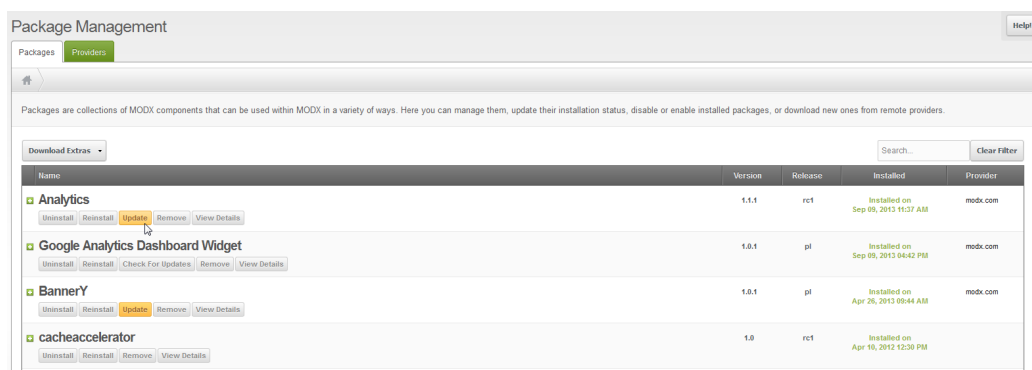 Package Management
Help!
Packages Providers
Packages are collections of MODX components that can be used within MODX in a variety of ways. Here you can manage them, update their installation status, disable or enable installed packages, or download new ones from remote providers.
Download Extras Search... Clear Filter
Name Version Release Installed Provider
Analytics 1.1.1 rc1 Installed on modx.com
Sep 09, 2013 11:37 AM
Uninstall Reinstall Update Remove View Details
Google Analytics Dashboard Widget 1.0.1 pl Installed on modx.com
Sep 09, 2013 04:42 PM
Uninstall Reinstall Check For Updates Remove View Details
BannerY 1.0.1 pl Installed on modx.com
Apr 26, 2013 09:44 AM
Uninstall Reinstall Update Remove View Details
cacheaccelerator 1.0 rc1 Installed on
Apr 10, 2012 12:30 PM
Uninstall Reinstall Remove View Details